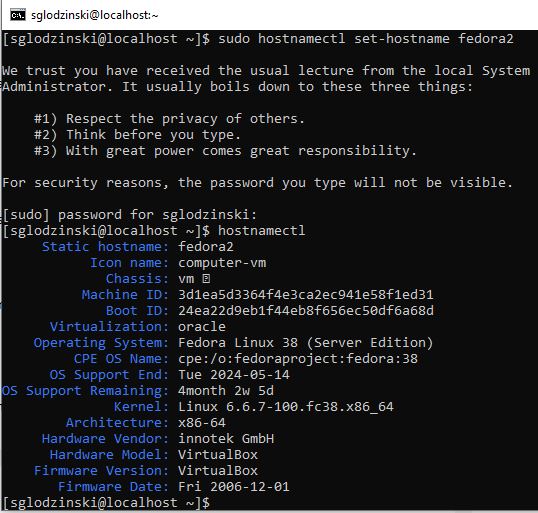 sglodzinski@localhost:~
[sglodzinski@localhost ~]$ sudo hostnamectl set-hostname fedora2
We trust you have received the usual lecture from the local System
Administrator. It usually boils down to these three things:
#1) Respect the privacy of others.
#2) Think before you type.
#3) With great power comes great responsibility.
For security reasons, the password you type will not be visible.
[sudo] password for sglodzinski:
[sglodzinski@localhost ~]$ hostnamectl
Static hostname: fedora2
Icon name: computer-vm
Chassis: vm
Machine ID: 3d1ea5d3364f4e3ca2ec941e58f1ed31
Boot ID: 24ea22d9eb1f44eb8f656ec50df6a68d
Virtualization: oracle
Operating System: Fedora Linux 38 (Server Edition)
CPE OS Name: cpe:/o:fedoraproject:fedora:38
OS Support End: Tue 2024-05-14
OS Support Remaining: 4month 2w 5d
Kernel: Linux 6.6.7-100.fc38.x86_64
Architecture: x86-64
Hardware Vendor: innotek GmbH
Hardware Model: VirtualBox
Firmware Version: VirtualBox
Firmware Date: Fri 2006-12-01
[sglodzinski@localhost ~]$